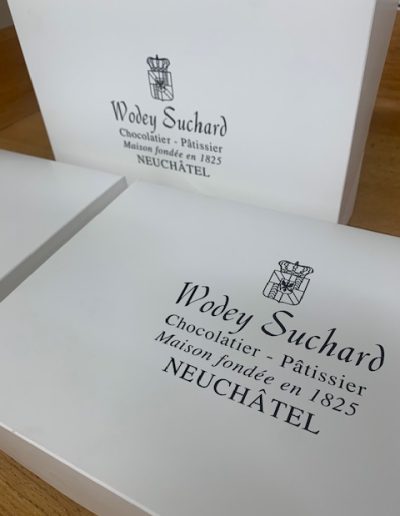 Wodey Suchard
Chocolatier - Pâtissier
Maison fondée en 1825
NEUCHÂTEL
Wodey Suchard
Chocolatier - Pâtissier
Maison fondée en 1825
NEUCHÂTEL